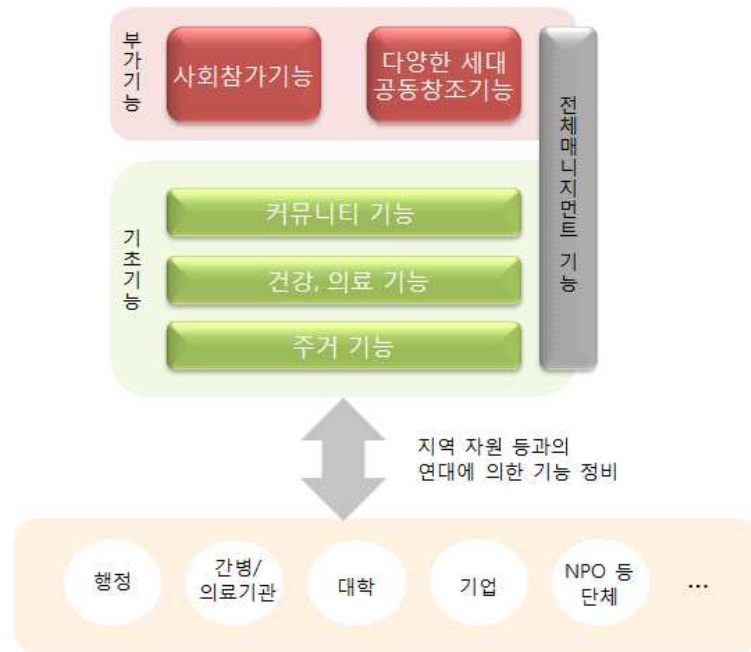 부가기능
사회참가기능
다양한 세대
공동창조기능
전체매니지먼트 기능
기초기능
커뮤니티 기능
건강, 의료 기능
주거 기능
지역 자원 등과의
연대에 의한 기능 정비
행정
간병/
의료기관
대학
기업
NPO 등
단체
...